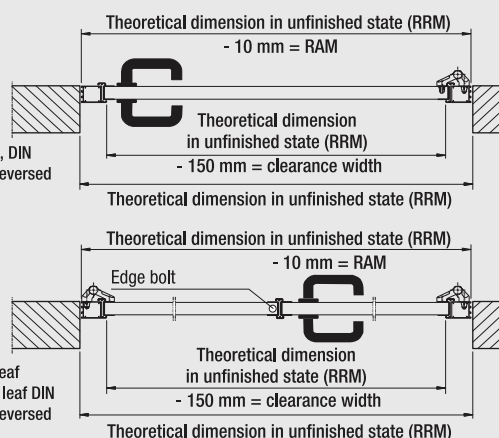 Theoretical dimension in unfinished state (RRM)
- 10 mm = RAM
Theoretical dimension
in unfinished state (RRM)
- 150 mm = clearance width
, DIN
eversed
Theoretical dimension in unfinished state (RRM)
Theoretical dimension in unfinished state (RRM)
- 10 mm = RAM
Edge bolt
Theoretical dimension
in unfinished state (RRM)
- 150 mm = clearance width
eaf
leaf DIN
eversed
Theoretical dimension in unfinished state (RRM)